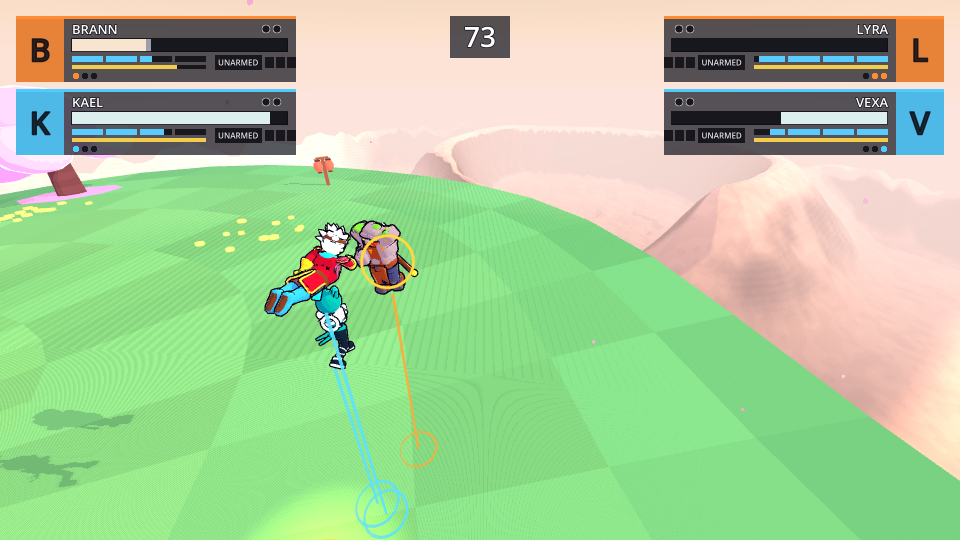 B
BRANN
UNARMED
K
KAEL
UNARMED
73
LYRA
UNARMED
L
VEXA
UNARMED
V